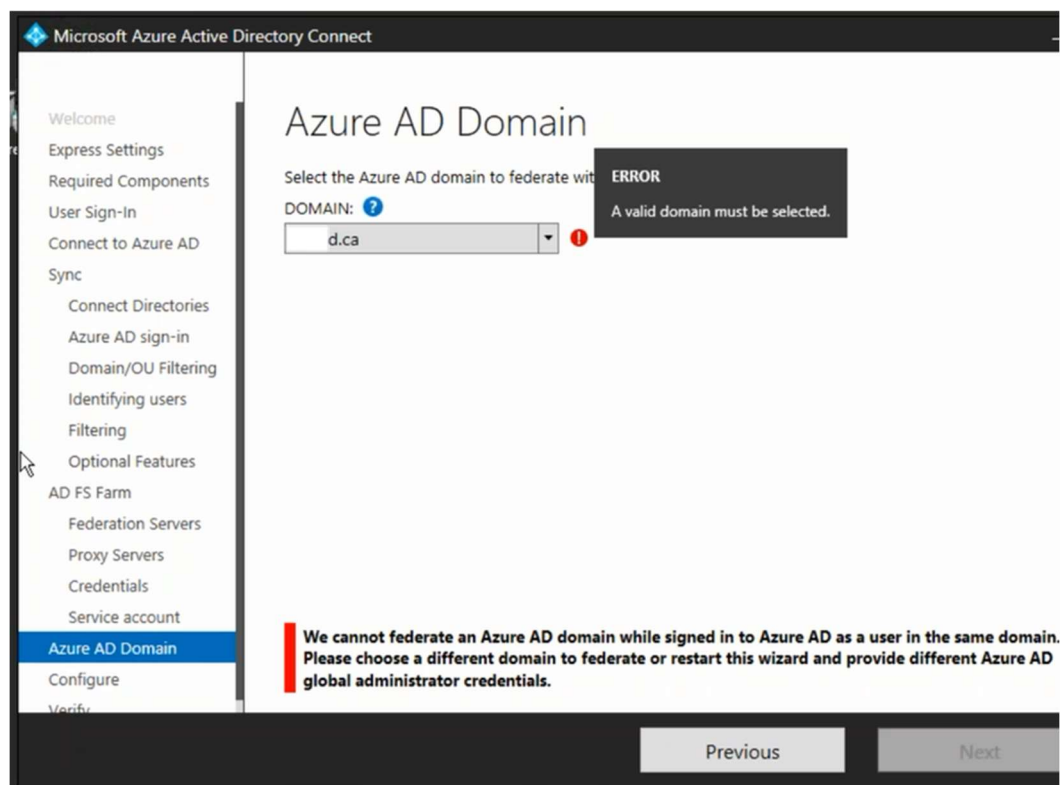 Microsoft Azure Active Directory Connect
Welcome
Express Settings
Required Components
User Sign-In
Connect to Azure AD
Sync
Connect Directories
Azure AD sign-in
Domain/OU Filtering
Identifying users
Filtering
Optional Features
AD FS Farm
Federation Servers
Proxy Servers
Credentials
Service account
Azure AD Domain
Configure
Verify
Azure AD Domain
Select the Azure AD domain to federate wit
DOMAIN: ?
d.ca
ERROR
A valid domain must be selected.
We cannot federate an Azure AD domain while signed in to Azure AD as a user in the same domain.
Please choose a different domain to federate or restart this wizard and provide different Azure AD
global administrator credentials.
Previous
Next